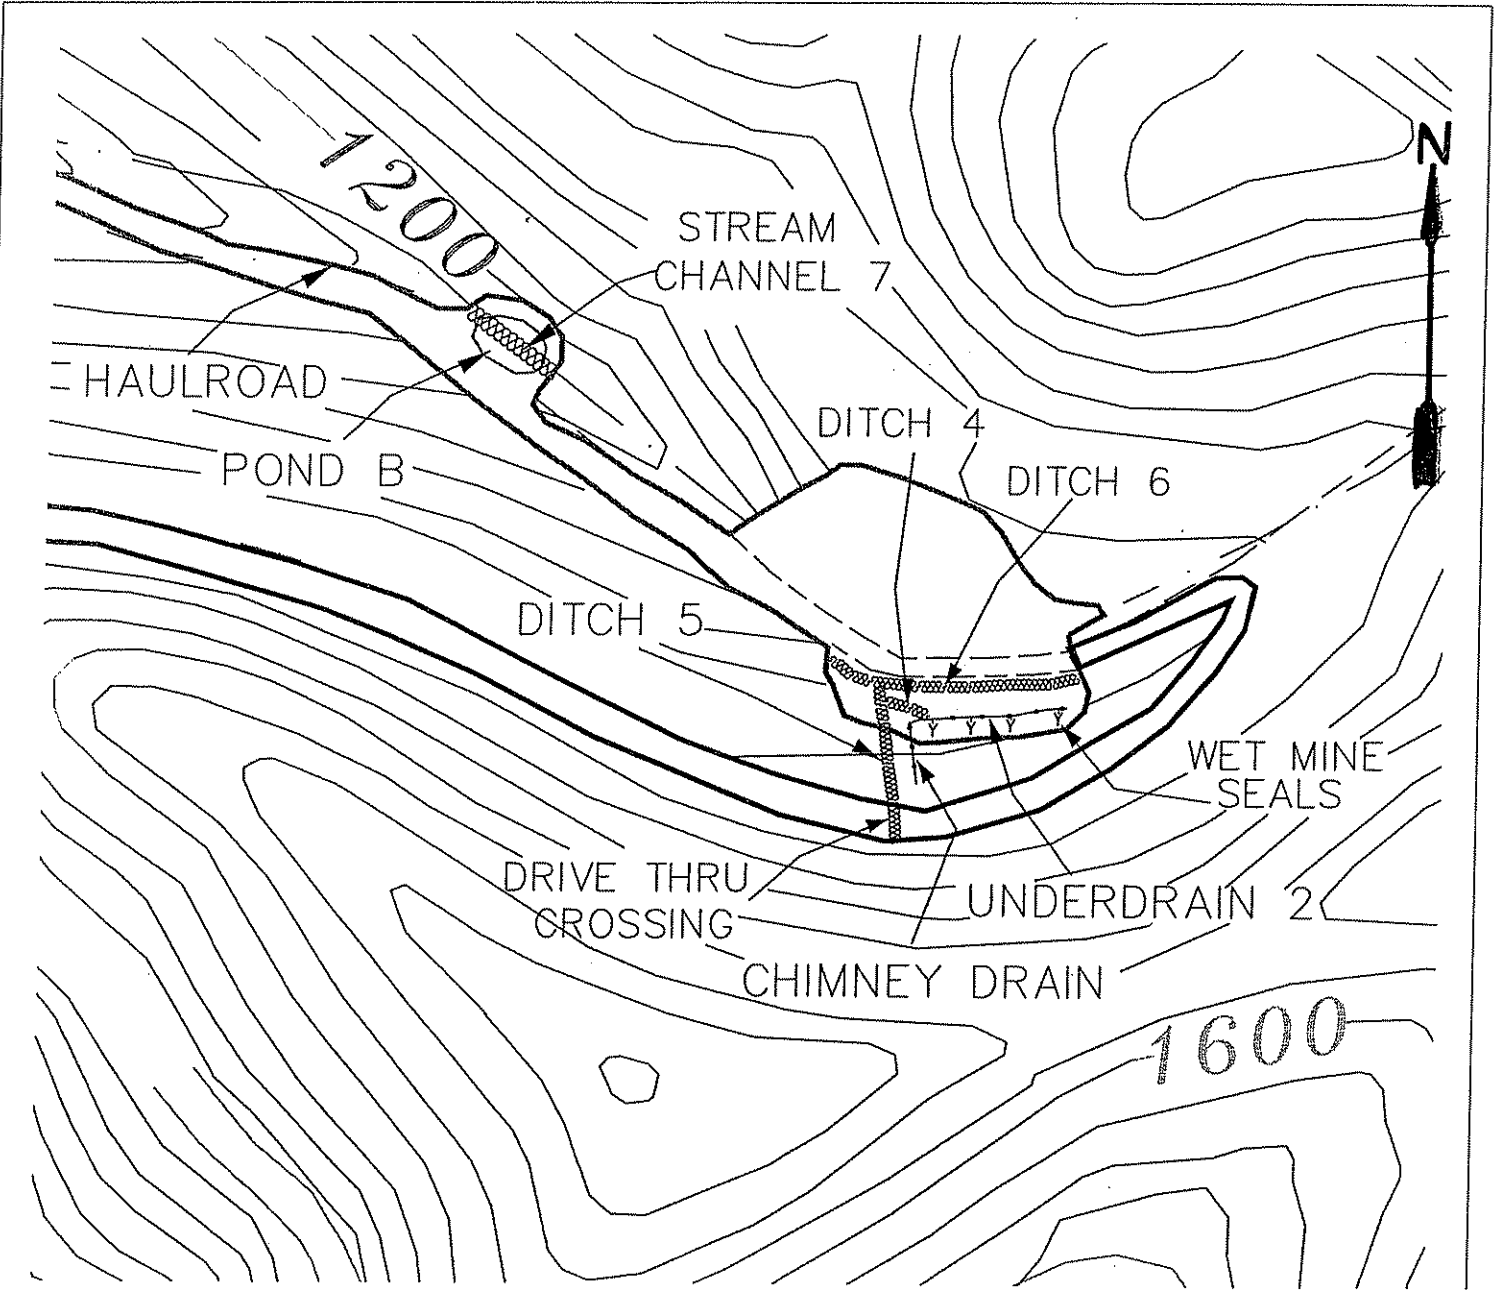 N
1200
STREAM
CHANNEL 7
HAULROAD
DITCH 4
POND B
DITCH 6
DITCH 5
WET MINE
SEALS
DRIVE THRU
CROSSING
UNDERDRAIN 2
CHIMNEY DRAIN
1600